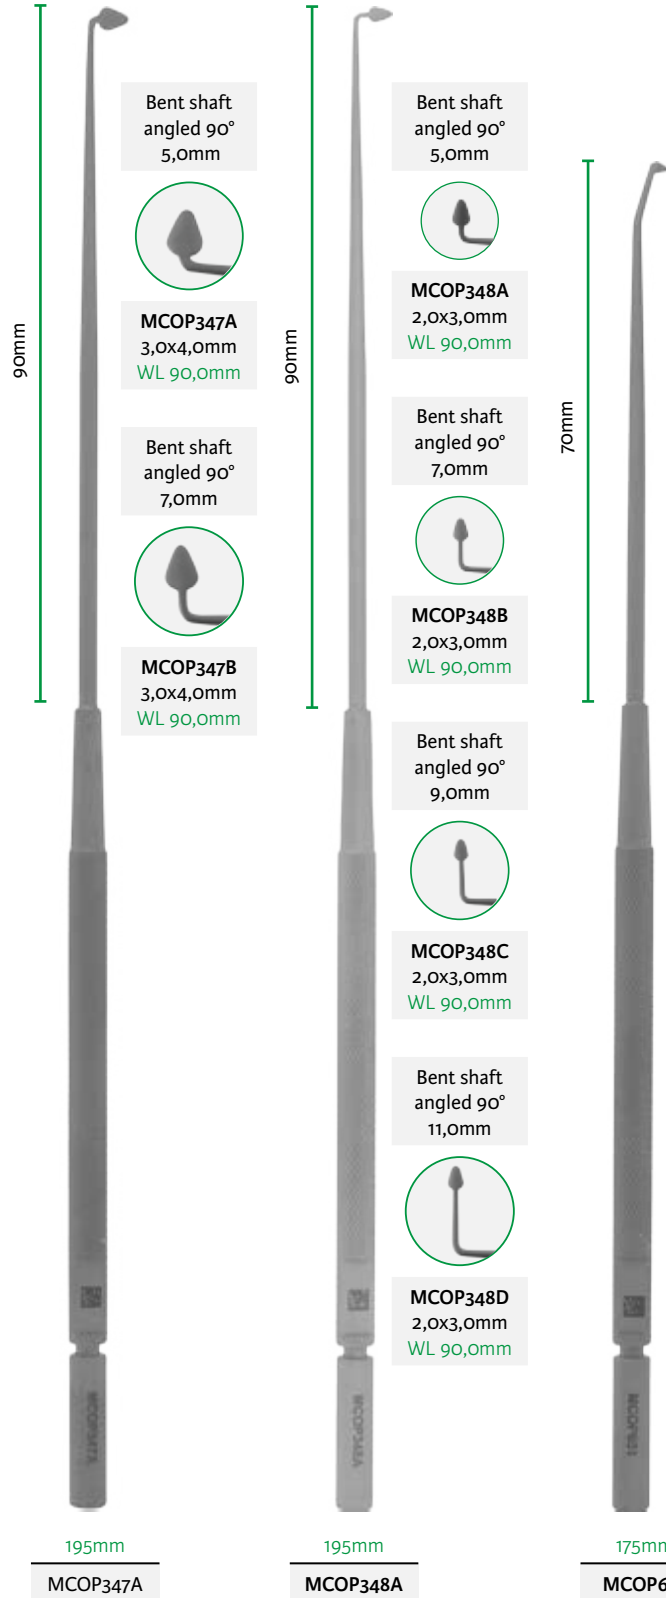 90mm
Bent shaft
angled 90°
5,0mm
MCOP347A
3,0x4,0mm
WL 90,0mm
Bent shaft
angled 90°
7,0mm
MCOP347B
3,0x4,0mm
WL 90,0mm
MCOP347A
195mm
MCOP347A
90mm
Bent shaft
angled 90°
5,0mm
MCOP348A
2,0x3,0mm
WL 90,0mm
Bent shaft
angled 90°
7,0mm
MCOP348B
2,0x3,0mm
WL 90,0mm
Bent shaft
angled 90°
9,0mm
MCOP348C
2,0x3,0mm
WL 90,0mm
Bent shaft
angled 90°
11,0mm
MCOP348D
2,0x3,0mm
WL 90,0mm
MCOP348A
195mm
MCOP348A
70mm
175mm